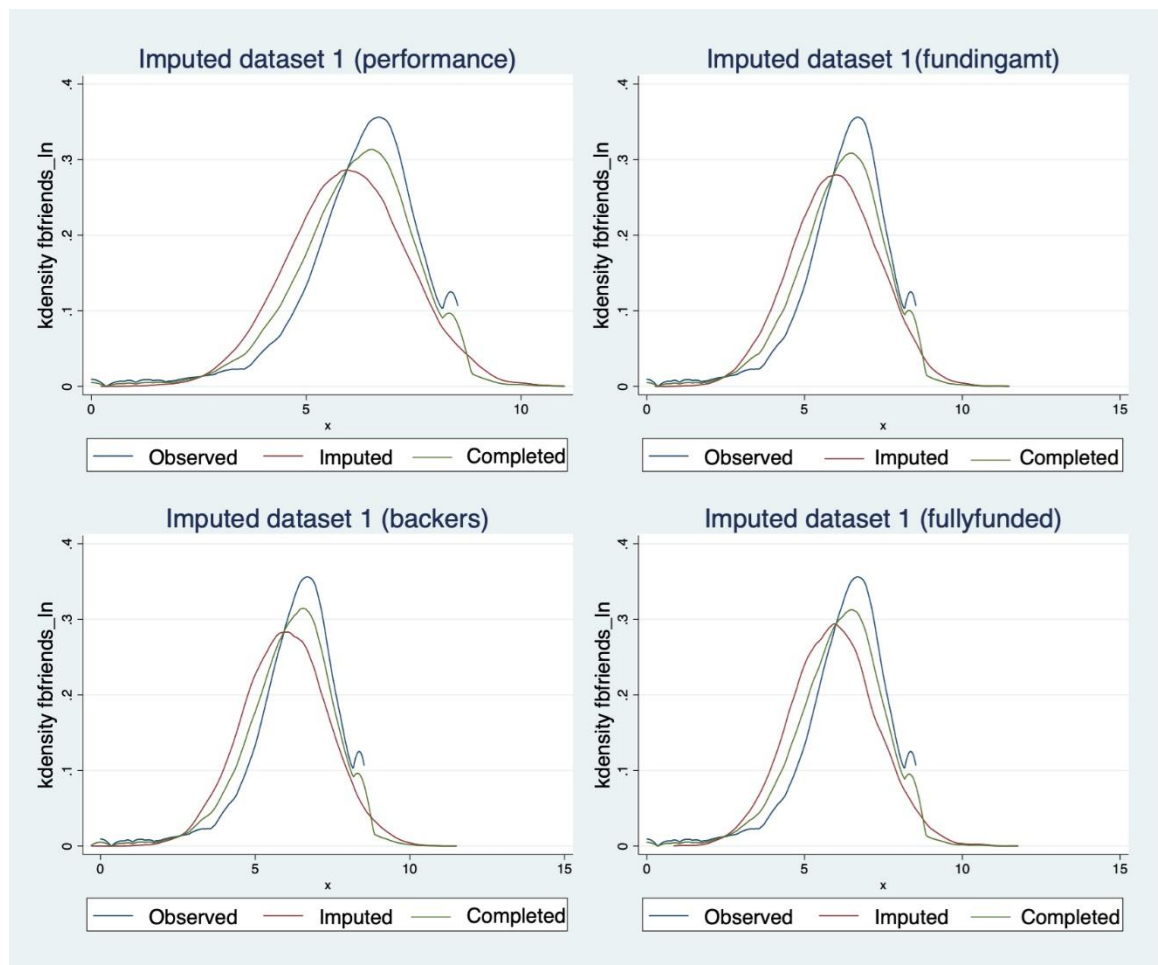 Imputed dataset 1 (performance)
kdensity fbfriends_ln
.4
.3
.2
.1
0
0 5 10
x
Observed Imputed Completed
Imputed dataset 1(fundingamt)
kdensity fbfriends_ln
.4
.3
.2
.1
0
0 5 10 15
x
Observed Imputed Completed
Imputed dataset 1 (backers)
kdensity fbfriends_ln
.4
.3
.2
.1
0
0 5 10 15
x
Observed Imputed Completed
Imputed dataset 1 (fullyfunded)
kdensity fbfriends_ln
.4
.3
.2
.1
0
0 5 10 15
x
Observed Imputed Completed